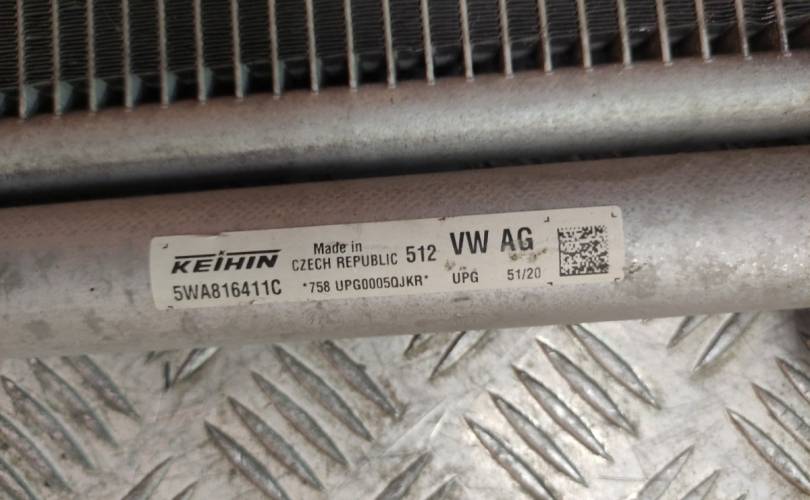 KEIHIN Made in CZECH REPUBLIC 512 VW AG
5WA816411C *758 UPG0005QJKR* UPG 51/20